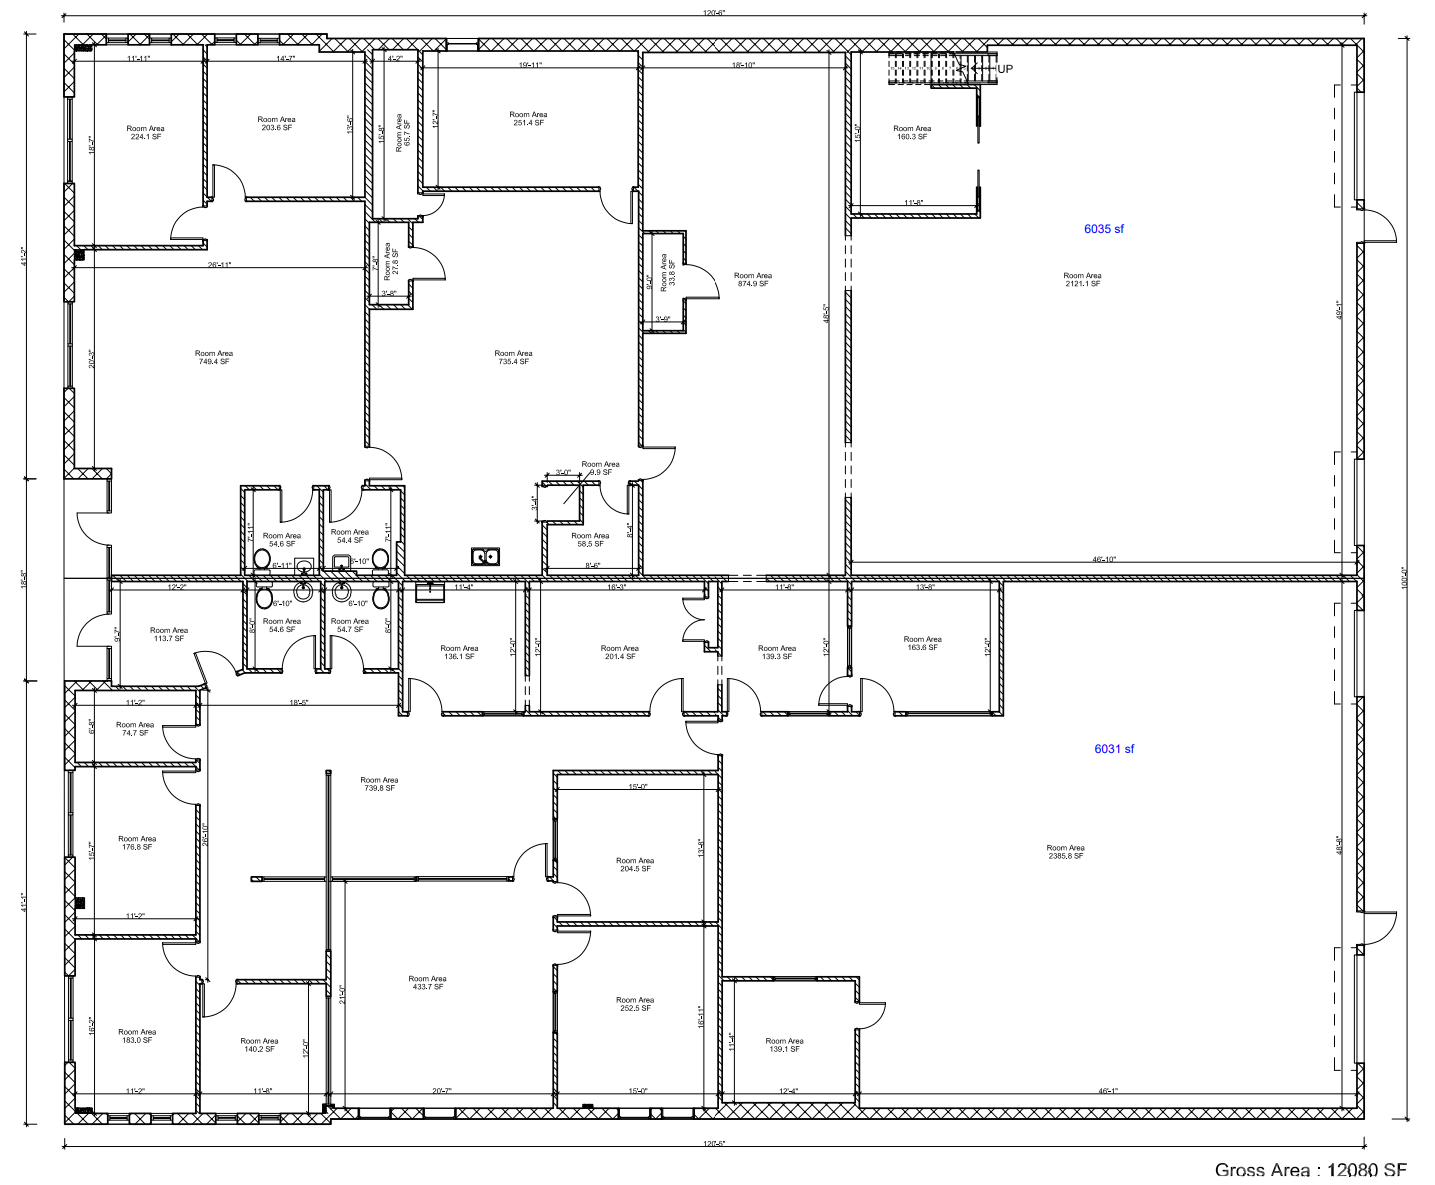 120'-6"
11'-11"
14'-7"
4'-2"
19'-11"
18'-10"
UP
Room Area
224.1 SF
18'-7"
Room Area
203.6 SF
13'-6"
Room Area
65.7 SF
15'-8"
12'-7"
Room Area
251.4 SF
Room Area
160.3 SF
15'-0"
11'-8"
6035 sf
41'-2"
26'-11"
Room Area
27.8 SF
7'-8"
3'-8"
Room Area
33.8 SF
9'-0"
3'-9"
Room Area
874.9 SF
48'-5"
Room Area
2121.1 SF
49'-1"
20'-3"
Room Area
749.4 SF
Room Area
735.4 SF
Room Area
9.9 SF
3'-0"
3'-4"
Room Area
54.6 SF
7'-11"
6'-11"
Room Area
54.4 SF
7'-11"
6'-10"
Room Area
58.5 SF
8'-4"
8'-6"
46'-10"
18'-8"
100'-0"
12'-2"
11'-4"
16'-3"
11'-8"
13'-8"
9'-7"
Room Area
113.7 SF
6'-10"
6'-10"
8'-0"
Room Area
54.6 SF
Room Area
54.7 SF
8'-0"
Room Area
136.1 SF
12'-0"
12'-0"
Room Area
201.4 SF
Room Area
139.3 SF
12'-0"
Room Area
163.6 SF
12'-0"
11'-2"
18'-5"
6'-8"
Room Area
74.7 SF
6031 sf
Room Area
739.8 SF
15'-0"
26'-10"
15'-7"
Room Area
176.8 SF
13'-8"
Room Area
204.5 SF
Room Area
2385.8 SF
48'-8"
11'-2"
41'-1"
Room Area
433.7 SF
21'-0"
Room Area
252.5 SF
16'-11"
16'-2"
Room Area
183.0 SF
Room Area
140.2 SF
12'-0"
11'-4"
Room Area
139.1 SF
11'-2"
11'-8"
20'-7"
15'-0"
12'-4"
46'-1"
120'-5"
Gross Area : 12080 SF